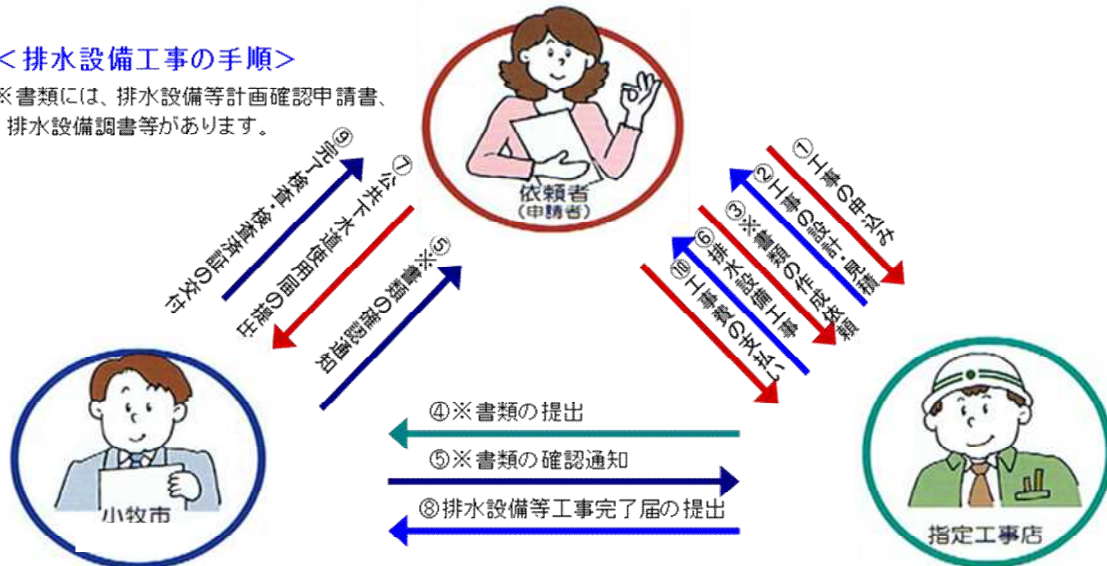 ＜排水設備工事の手順＞
※書類には、排水設備等計画確認申請書、
排水設備調書等があります。
依頼者
(申請者)
⑨完了検査・検査済証の交付
⑦公共下水道使用届の提出
⑤※書類の確認通知
①工事の申込み
②工事の設計・見積
③※書類の作成依頼
⑥排水設備工事
⑩工事費の支払い
④※書類の提出
⑤※書類の確認通知
⑧排水設備等工事完了届の提出
小牧市
指定工事店